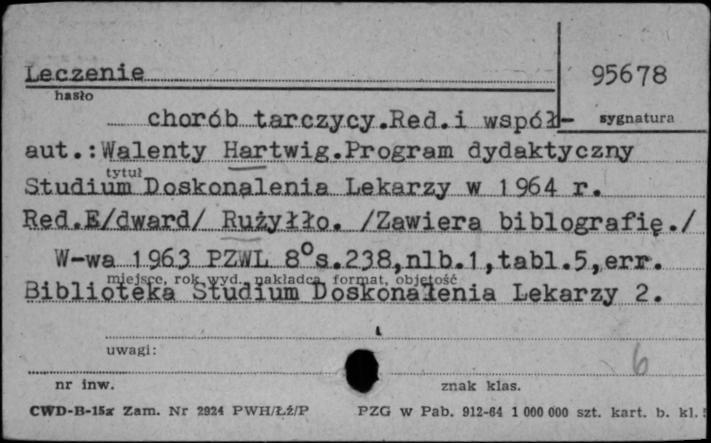 Leczenie
95678
hasło
chorób tarczycy.Red.i współ-
sygnatura
aut.:Walenty Hartwig.Program dydaktyczny
tytuł
Studium Doskonalenia Lekarzy w 1964 r.
Red.E/dward/ Rużyłło. /Zawiera biblografię./
W-wa 1963 PZWL 8°s.238,nlb.1,tabl.5,err.
miejsce, rok wyd., nakładca, format, objętość
Biblioteka Studium Doskonalenia Lekarzy 2.
uwagi:
6
nr inw.
znak klas.
CWD-B-15a Zam. Nr 2924 PWH/Łź/P
PZG w Pab. 912-64 1 000 000 szt. kart. b. kl.